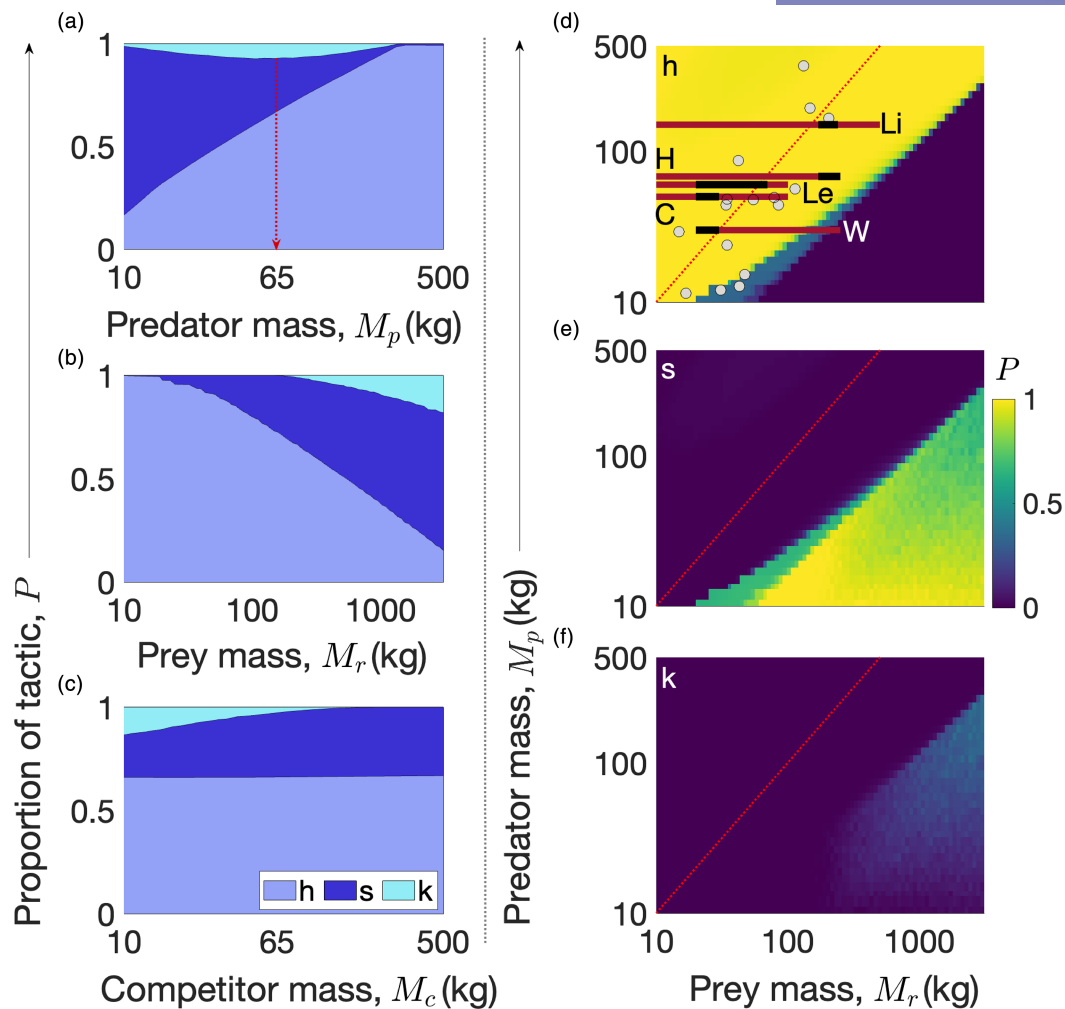 Proportion of tactic, P
(a)
1
0.5
0
10 65 500
Predator mass, M_p (kg)
(b)
1
0.5
0
10 100 1000
Prey mass, M_r (kg)
(c)
1
0.5
0
h s k
10 65 500
Competitor mass, M_c (kg)
Predator mass, M_p (kg)
(d)
500
100
10
h
Li
H
Le
C
W
(e)
500
100
10
s
P
1
0.5
0
(f)
500
100
10
k
10 100 1000
Prey mass, M_r (kg)